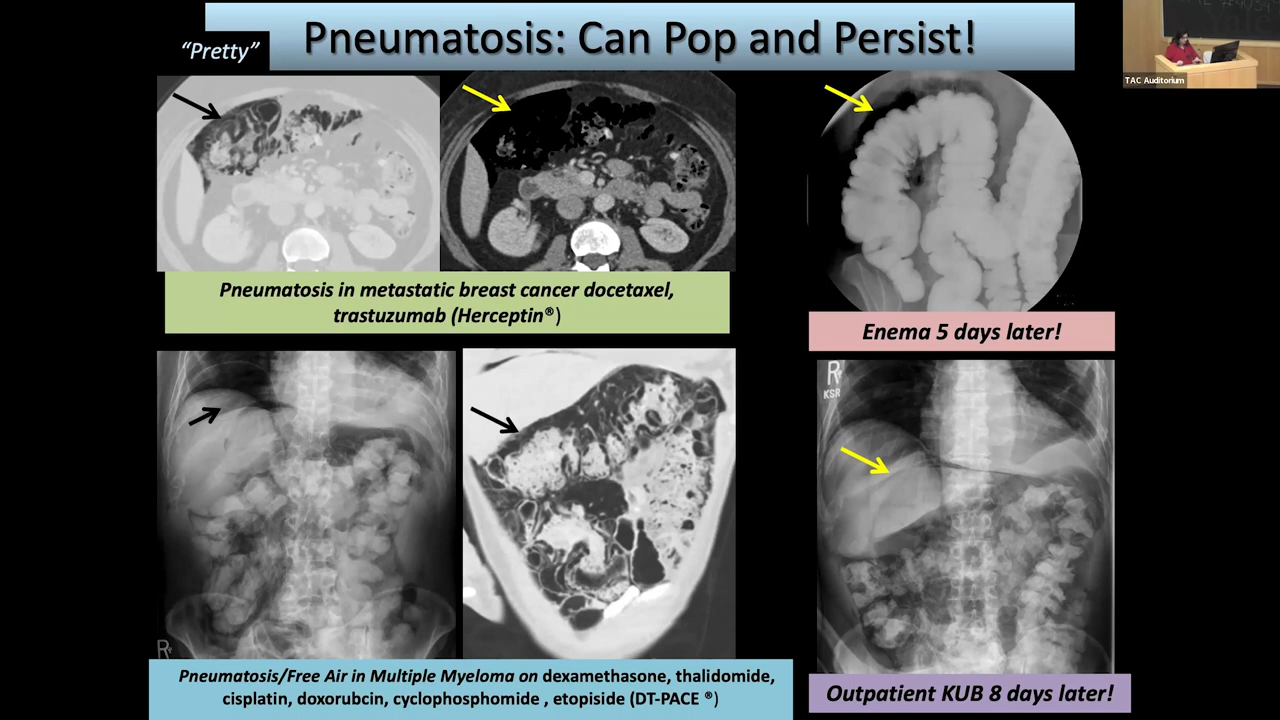 "Pretty"
Pneumatosis: Can Pop and Persist!
TAC Auditorium
Pneumatosis in metastatic breast cancer docetaxel,
trastuzumab (Herceptin®)
Enema 5 days later!
R
KSR
R
Pneumatosis/Free Air in Multiple Myeloma on dexamethasone, thalidomide,
cisplatin, doxorubcin, cyclophosphomide , etopiside (DT-PACE ®)
Outpatient KUB 8 days later!